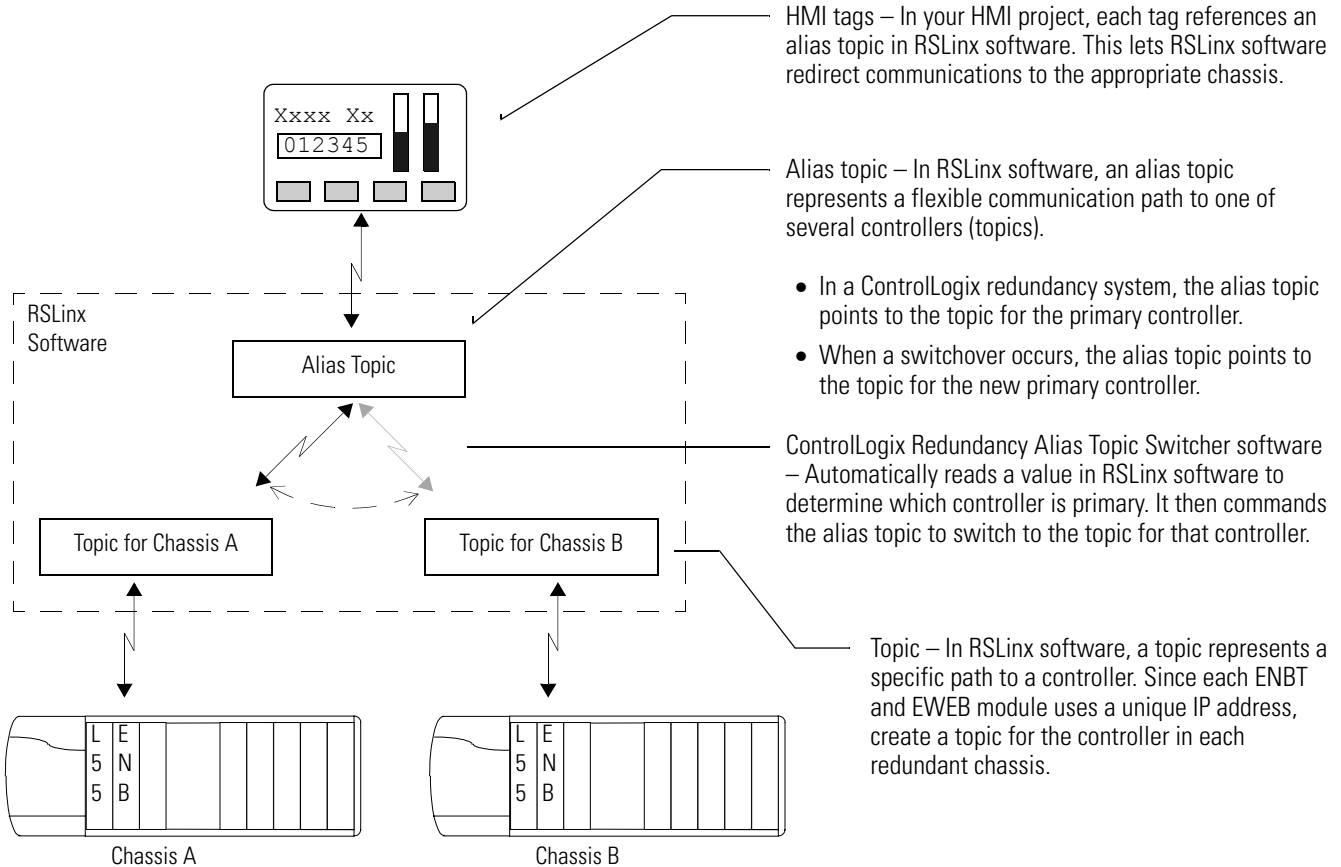 HMI tags – In your HMI project, each tag references an
alias topic in RSLinx software. This lets RSLinx software
redirect communications to the appropriate chassis.
Xxxx Xx
012345
Alias topic – In RSLinx software, an alias topic
represents a flexible communication path to one of
several controllers (topics).
• In a ControlLogix redundancy system, the alias topic
points to the topic for the primary controller.
• When a switchover occurs, the alias topic points to
the topic for the new primary controller.
RSLinx
Software
Alias Topic
ControlLogix Redundancy Alias Topic Switcher software
– Automatically reads a value in RSLinx software to
determine which controller is primary. It then commands
the alias topic to switch to the topic for that controller.
Topic for Chassis A
Topic for Chassis B
Topic – In RSLinx software, a topic represents a
specific path to a controller. Since each ENBT
and EWEB module uses a unique IP address,
create a topic for the controller in each
redundant chassis.
L E
5 N
5 B
L E
5 N
5 B
Chassis A
Chassis B